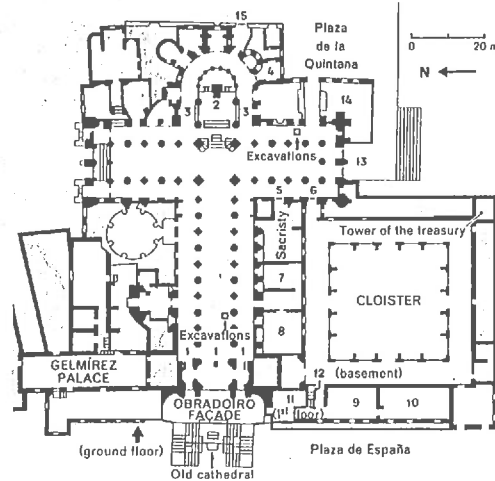 15
Plaza
de la
Quintana
0 20 m
N
4
2
3 3
14
Excavations
13
5 6
Sacristy
Tower of the treasury
7
1
CLOISTER
8
Excavations
GELMÍREZ
PALACE
12 (basement)
OBRADOIRO
FAÇADE
11
(1st floor)
9 10
(ground floor)
Plaza de España
Old cathedral